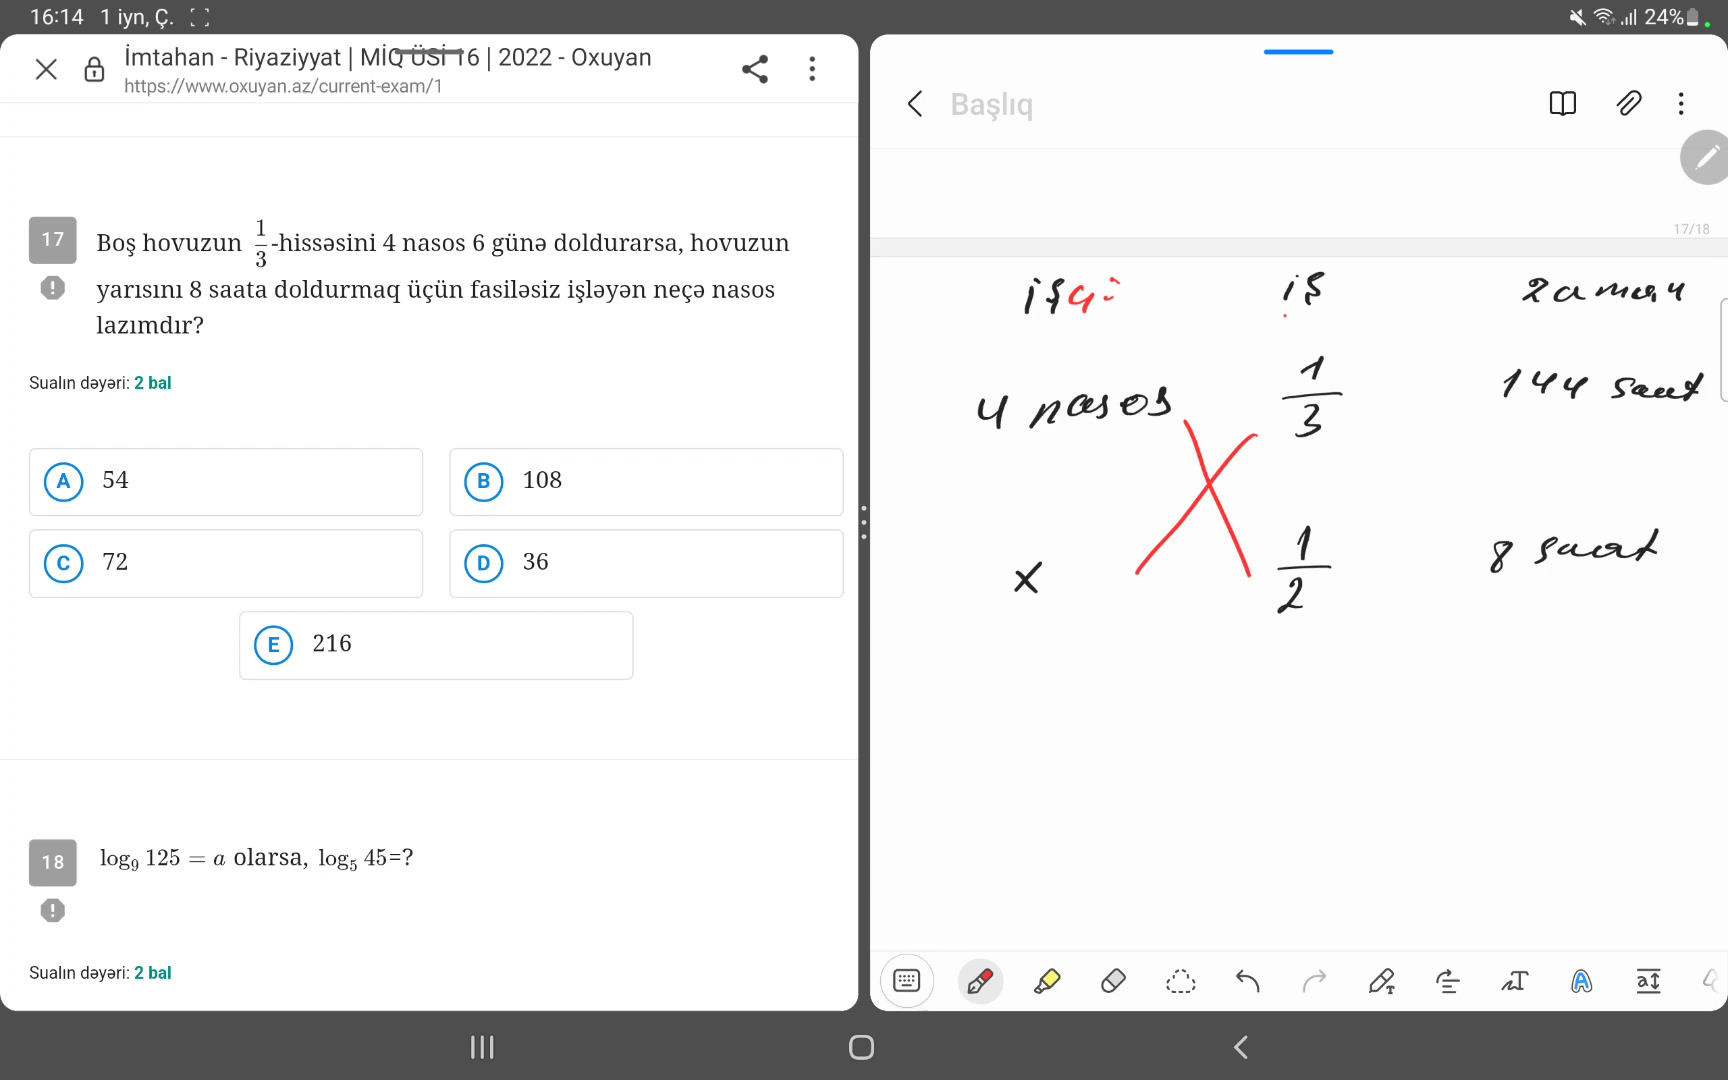 16:14 1 iyn, Ç. 24%
İmtahan - Riyaziyyat | MİQ ÜSİ 16 | 2022 - Oxuyan
https://www.oxuyan.az/current-exam/1
17
Boş hovuzun 1/3-hissəsini 4 nasos 6 günə doldurarsa, hovuzun
yarısını 8 saata doldurmaq üçün fasiləsiz işləyən neçə nasos
lazımdır?
Sualın dəyəri: 2 bal
A 54
B 108
C 72
D 36
E 216
18
log₉ 125 = a olarsa, log₅ 45=?
Sualın dəyəri: 2 bal
Başlıq
17/18
işçi iş zaman
4 nasos 1/3 144 saat
x 1/2 8 saat